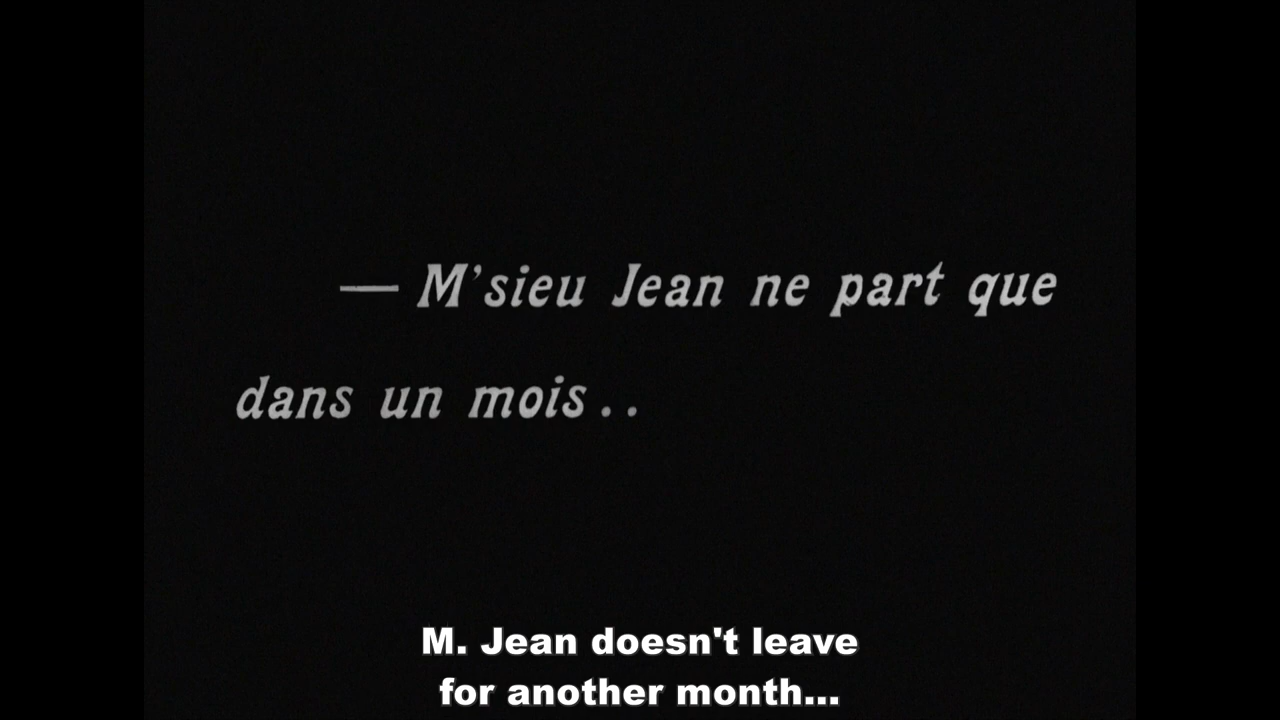 — M'sieu Jean ne part que
dans un mois..
M. Jean doesn't leave
for another month...